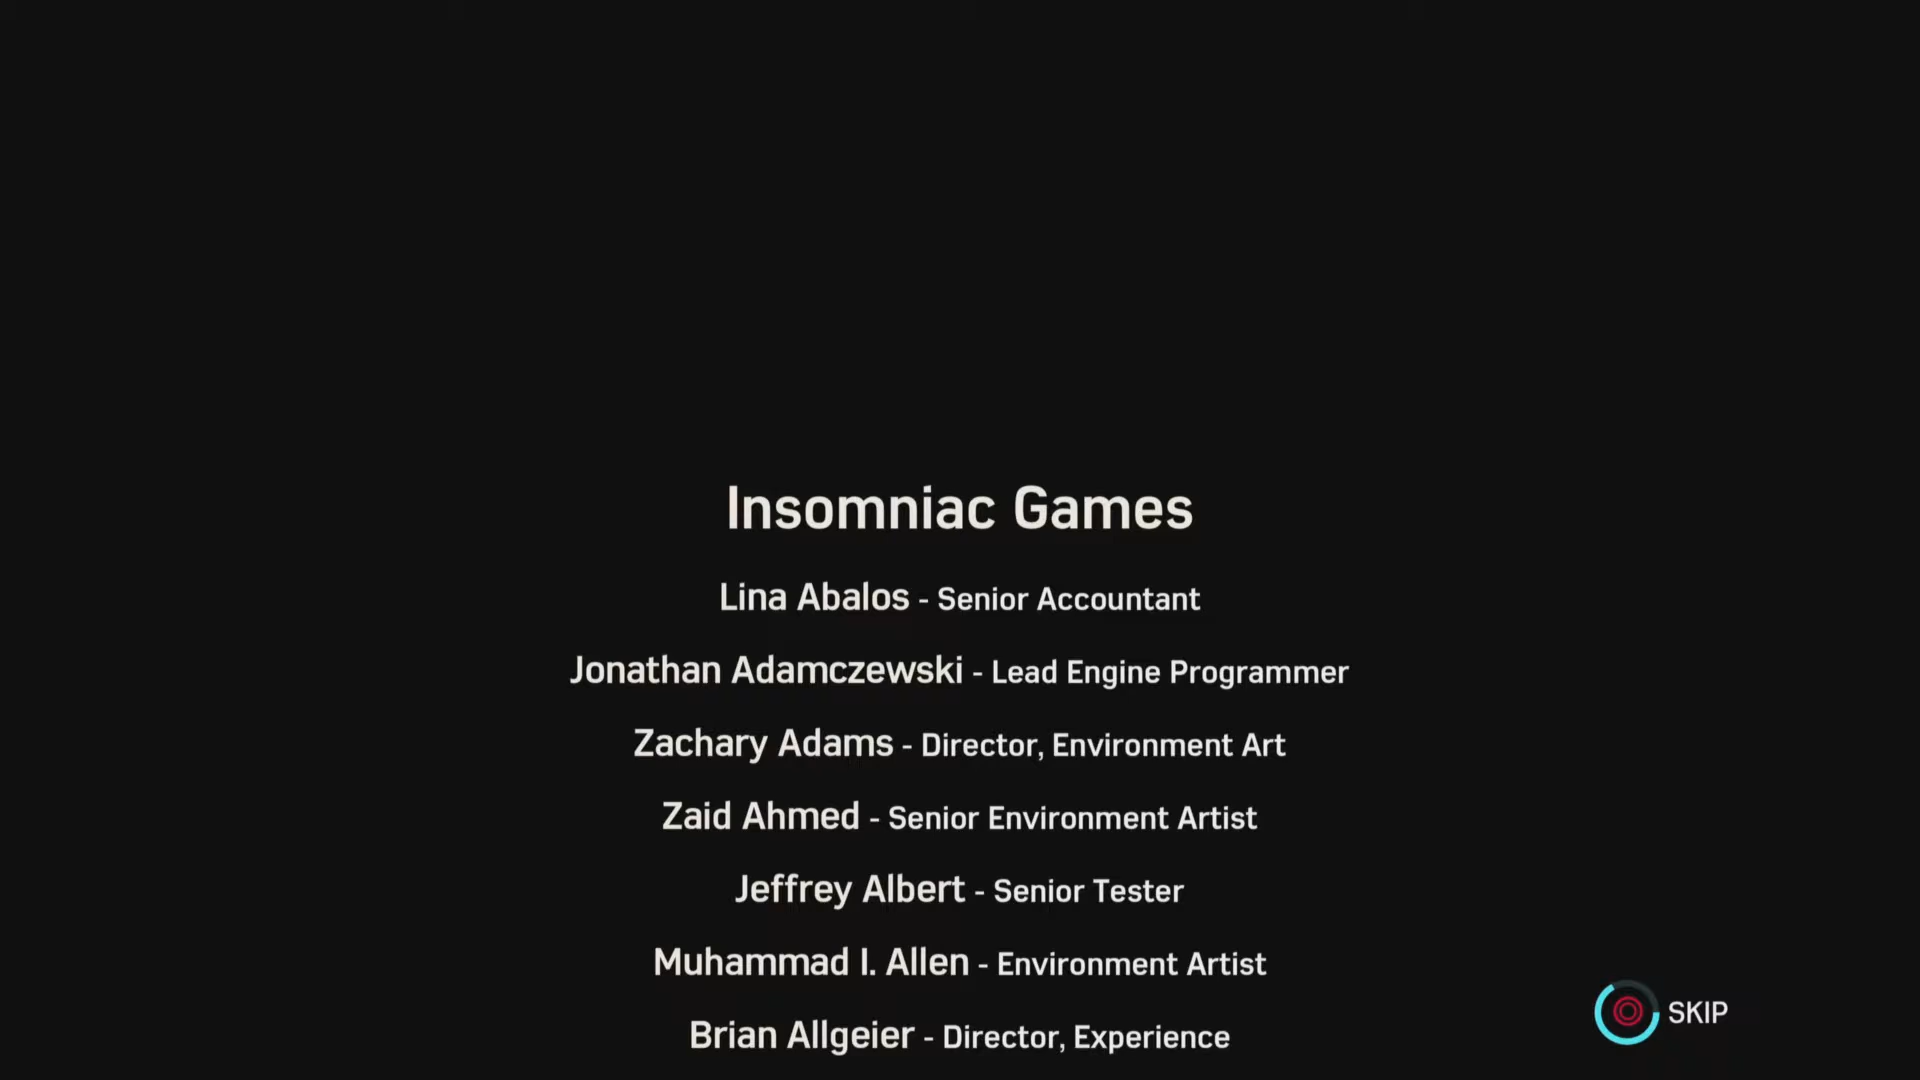 Insomniac Games
Lina Abalos - Senior Accountant
Jonathan Adamczewski - Lead Engine Programmer
Zachary Adams - Director, Environment Art
Zaid Ahmed - Senior Environment Artist
Jeffrey Albert - Senior Tester
Muhammad I. Allen - Environment Artist
SKIP
Brian Allgeier - Director, Experience